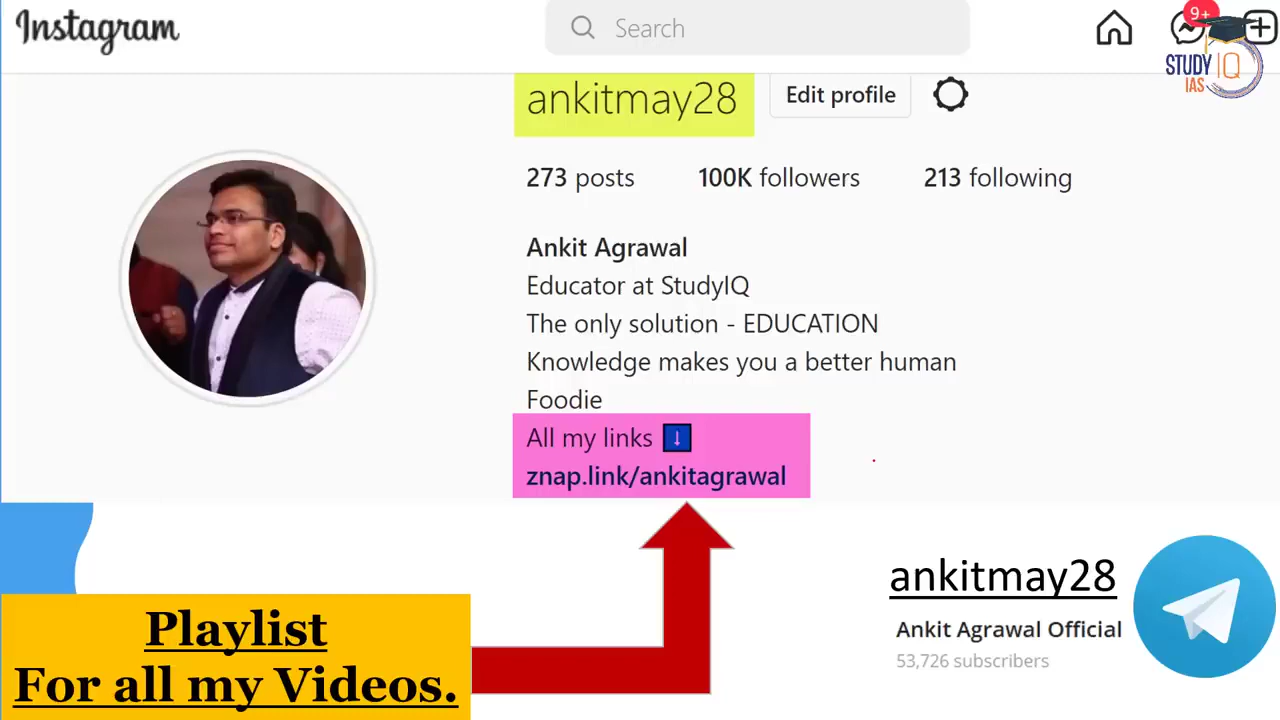 Instagram
Search
9+
STUDY IQ
IAS
ankitmay28
Edit profile
273 posts 100K followers 213 following
Ankit Agrawal
Educator at StudyIQ
The only solution - EDUCATION
Knowledge makes you a better human
Foodie
All my links
znap.link/ankitagrawal
Playlist
For all my Videos.
ankitmay28
Ankit Agrawal Official
53,726 subscribers